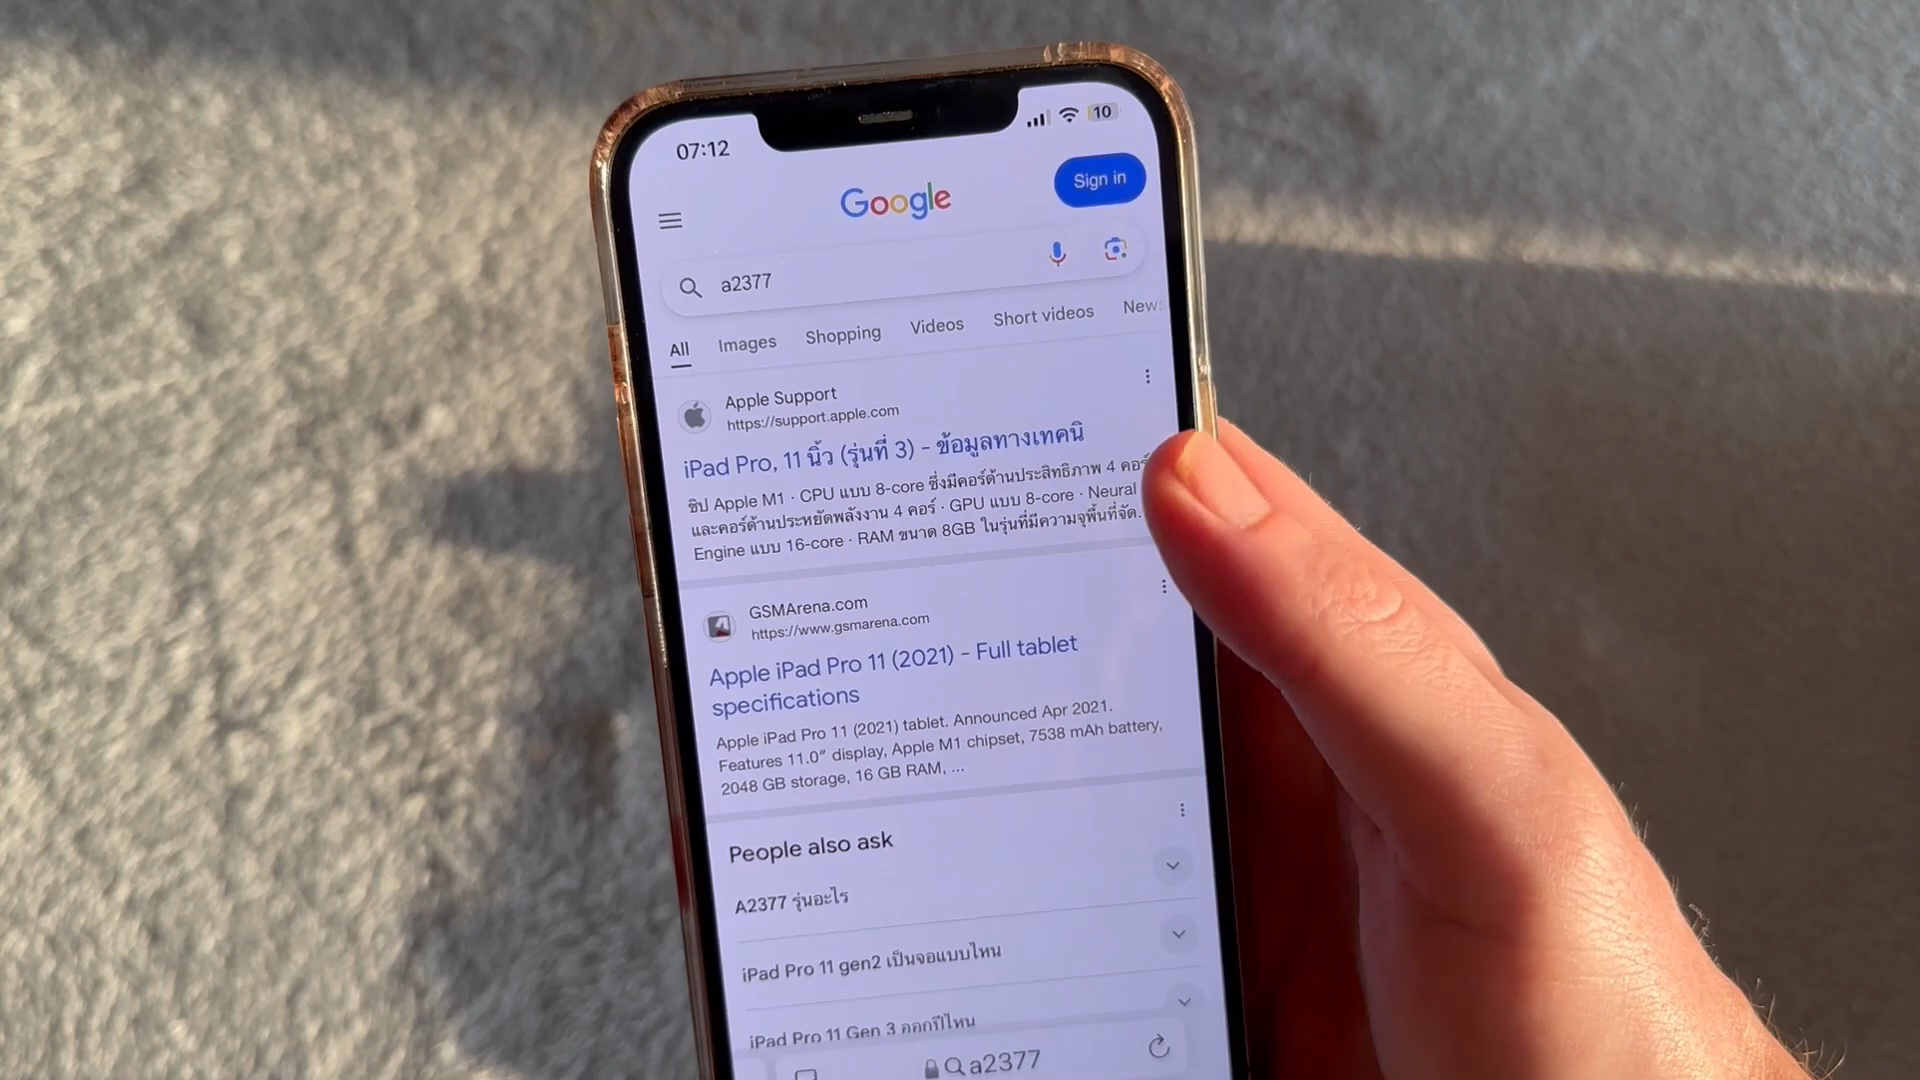 07:12
10
Google
Sign in
a2377
All Images Shopping Videos Short videos News
Apple Support
https://support.apple.com
iPad Pro, 11 นิ้ว (รุ่นที่ 3) - ข้อมูลทางเทคนิ
ชิป Apple M1 · CPU แบบ 8-core ซึ่งมีคอร์ด้านประสิทธิภาพ 4 คอร์
และคอร์ด้านประหยัดพลังงาน 4 คอร์ · GPU แบบ 8-core · Neural
Engine แบบ 16-core · RAM ขนาด 8GB ในรุ่นที่มีความจุพื้นที่จัด...
GSMArena.com
https://www.gsmarena.com
Apple iPad Pro 11 (2021) - Full tablet
specifications
Apple iPad Pro 11 (2021) tablet. Announced Apr 2021.
Features 11.0″ display, Apple M1 chipset, 7538 mAh battery,
2048 GB storage, 16 GB RAM, ...
People also ask
A2377 รุ่นอะไร
iPad Pro 11 gen2 เป็นจอแบบไหน
iPad Pro 11 Gen 3 ออกปีไหน
a2377